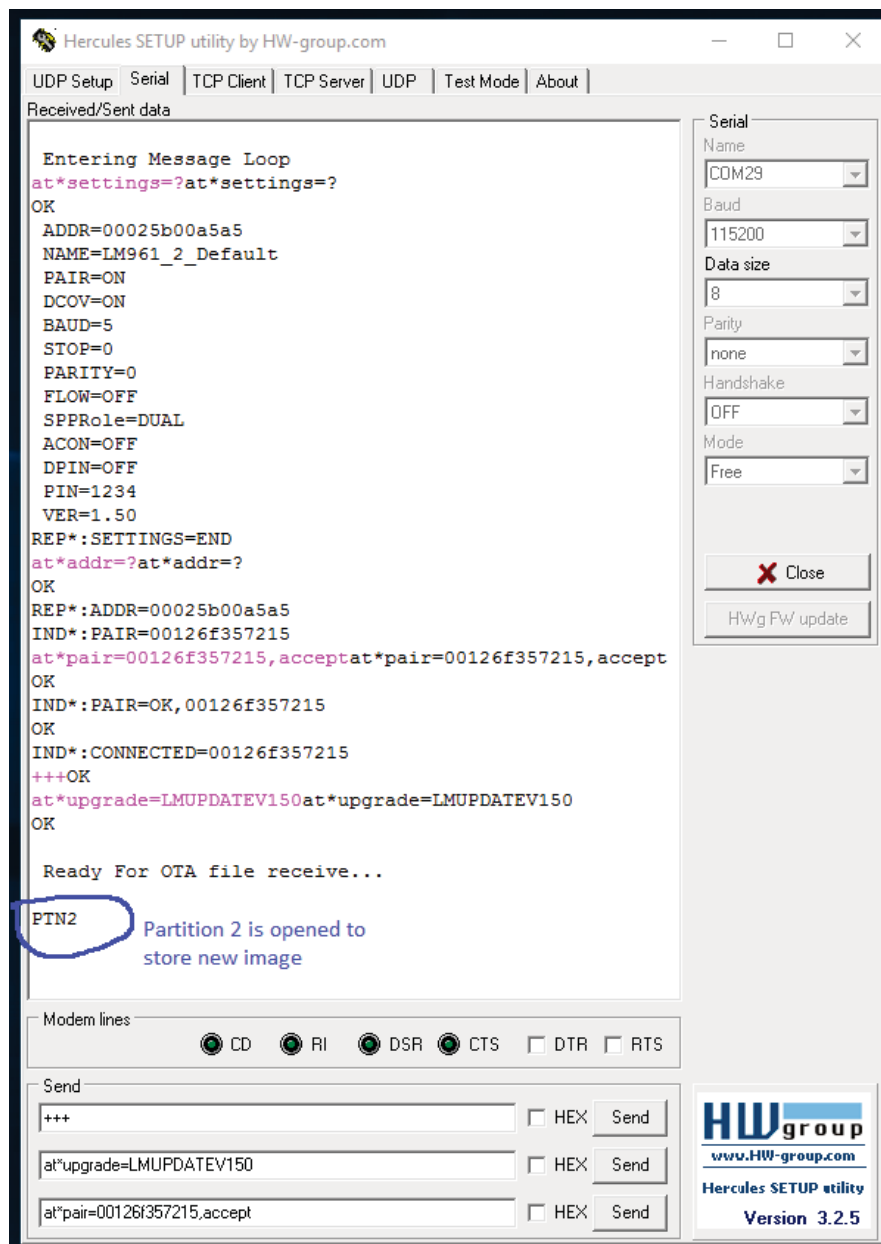 Hercules SETUP utility by HW-group.com
UDP Setup Serial TCP Client TCP Server UDP Test Mode About
Received/Sent data
Entering Message Loop
at*settings=?at*settings=?
OK
ADDR=00025b00a5a5
NAME=LM961_2_Default
PAIR=ON
DCOV=ON
BAUD=5
STOP=0
PARITY=0
FLOW=OFF
SPPRole=DUAL
ACON=OFF
DPIN=OFF
PIN=1234
VER=1.50
REP*:SETTINGS=END
at*addr=?at*addr=?
OK
REP*:ADDR=00025b00a5a5
IND*:PAIR=00126f357215
at*pair=00126f357215,acceptat*pair=00126f357215,accept
OK
IND*:PAIR=OK,00126f357215
OK
IND*:CONNECTED=00126f357215
+++OK
at*upgrade=LMUPDATEV150at*upgrade=LMUPDATEV150
OK
Ready For OTA file receive...
PTN2
Partition 2 is opened to
store new image
Serial
Name
COM29
Baud
115200
Data size
8
Parity
none
Handshake
OFF
Mode
Free
Close
HWg FW update
Modem lines
CD RI DSR CTS DTR RTS
Send
+++ HEX Send
at*upgrade=LMUPDATEV150 HEX Send
at*pair=00126f357215,accept HEX Send
HW group
www.HW-group.com
Hercules SETUP utility
Version 3.2.5